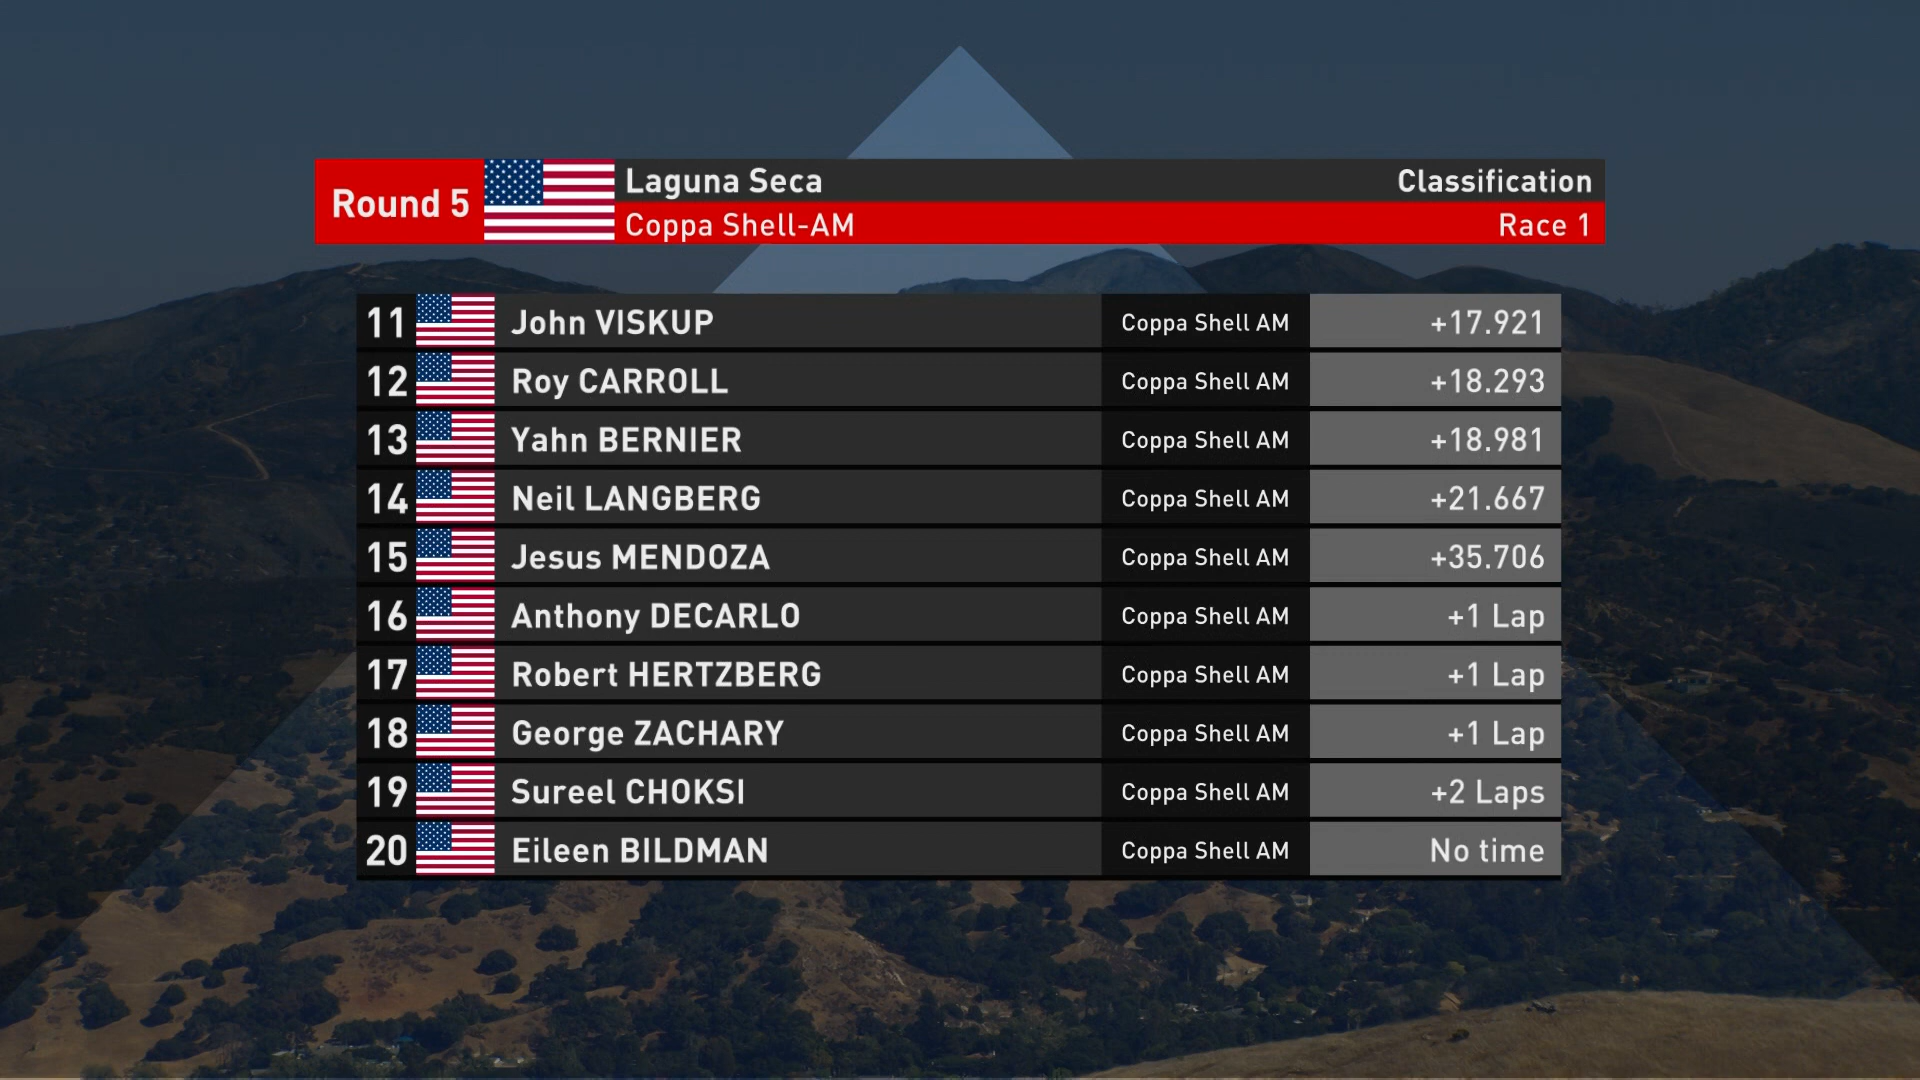 Round 5
Laguna Seca Classification
Coppa Shell-AM Race 1
11 John VISKUP Coppa Shell AM +17.921
12 Roy CARROLL Coppa Shell AM +18.293
13 Yahn BERNIER Coppa Shell AM +18.981
14 Neil LANGBERG Coppa Shell AM +21.667
15 Jesus MENDOZA Coppa Shell AM +35.706
16 Anthony DECARLO Coppa Shell AM +1 Lap
17 Robert HERTZBERG Coppa Shell AM +1 Lap
18 George ZACHARY Coppa Shell AM +1 Lap
19 Sureel CHOKSI Coppa Shell AM +2 Laps
20 Eileen BILDMAN Coppa Shell AM No time